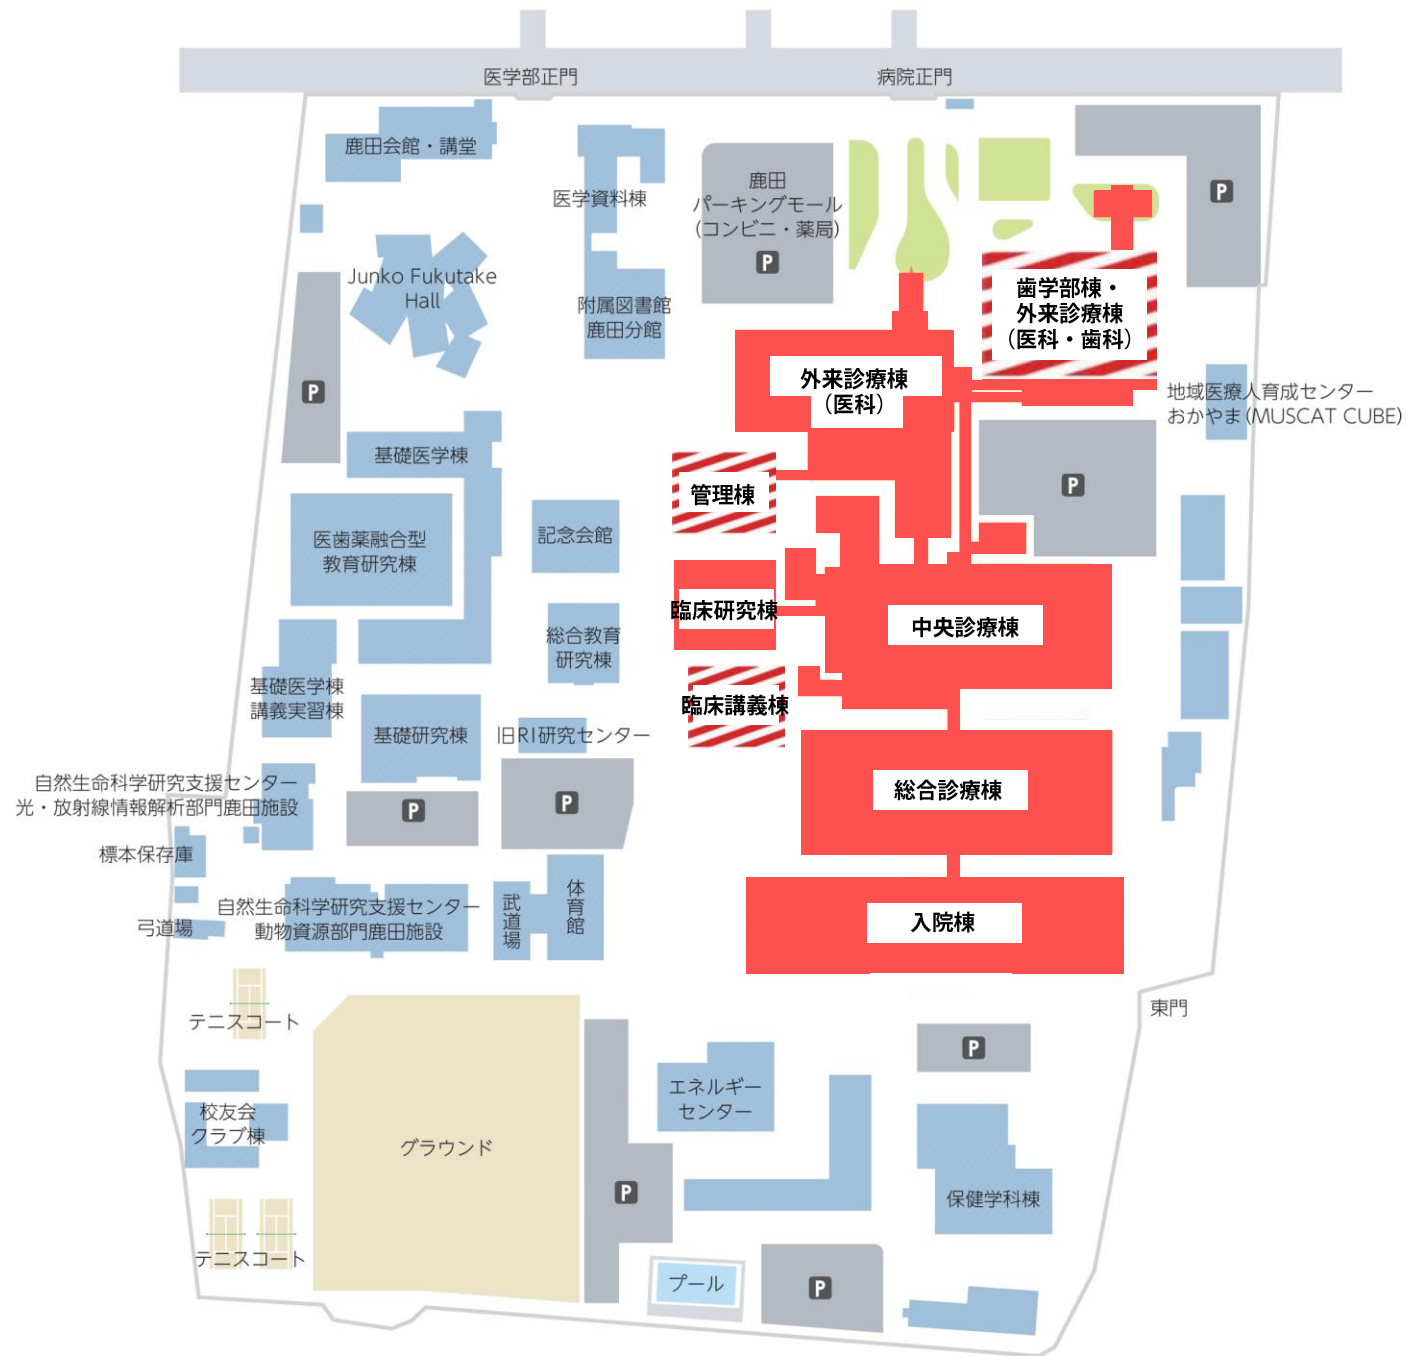 医学部正門
病院正門
鹿田会館・講堂
医学資料棟
鹿田
パーキングモール
(コンビニ・薬局)
P
P
Junko Fukutake
Hall
附属図書館
鹿田分館
歯学部棟・
外来診療棟
(医科・歯科)
P
外来診療棟
(医科)
地域医療人育成センター
おかやま(MUSCAT CUBE)
基礎医学棟
管理棟
P
医歯薬融合型
教育研究棟
記念会館
臨床研究棟
中央診療棟
総合教育
研究棟
基礎医学棟
講義実習棟
臨床講義棟
基礎研究棟
旧RI研究センター
自然生命科学研究支援センター
光・放射線情報解析部門鹿田施設
P
P
総合診療棟
標本保存庫
自然生命科学研究支援センター
動物資源部門鹿田施設
武道場
体育館
弓道場
入院棟
テニスコート
東門
P
エネルギー
センター
校友会
クラブ棟
グラウンド
P
保健学科棟
テニスコート
プール
P